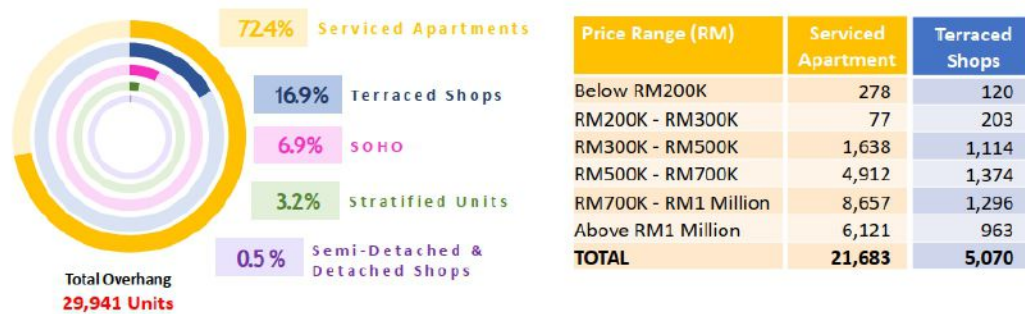 72.4% Serviced Apartments
16.9% Terraced Shops
6.9% SOHO
3.2% Stratified Units
0.5 % Semi-Detached &
Detached Shops
Total Overhang
29,941 Units
Price Range (RM) Serviced Terraced
Apartment Shops
Below RM200K 278 120
RM200K - RM300K 77 203
RM300K - RM500K 1,638 1,114
RM500K - RM700K 4,912 1,374
RM700K - RM1 Million 8,657 1,296
Above RM1 Million 6,121 963
TOTAL 21,683 5,070